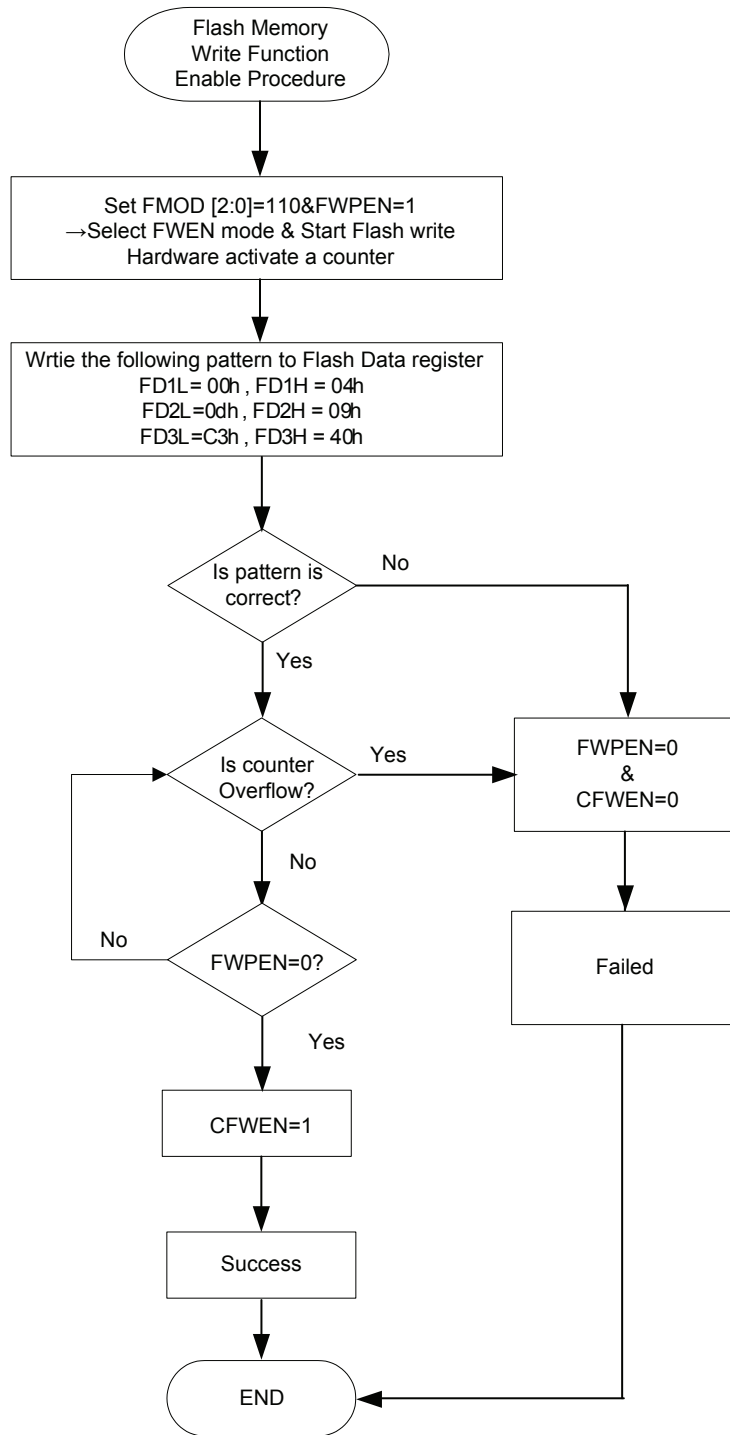 Flash Memory
Write Function
Enable Procedure
Set FMOD [2:0]=110&FWPEN=1
→Select FWEN mode & Start Flash write
Hardware activate a counter
Wrtie the following pattern to Flash Data register
FD1L= 00h , FD1H = 04h
FD2L=0dh , FD2H = 09h
FD3L=C3h , FD3H = 40h
Is pattern is
correct?
No
Yes
Is counter
Overflow?
Yes
FWPEN=0
&
CFWEN=0
No
No
FWPEN=0?
Failed
Yes
CFWEN=1
Success
END